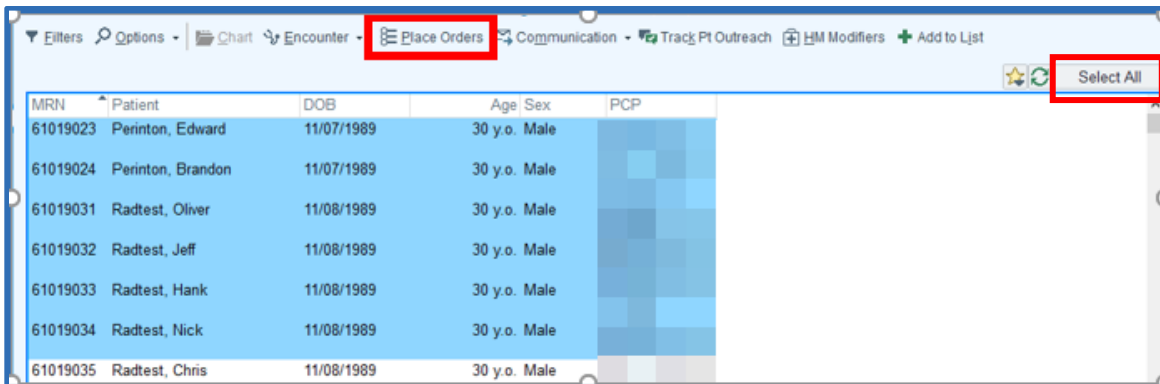 Filters Options Chart Encounter Place Orders Communication Track Pt Outreach HM Modifiers Add to List
Select All
MRN Patient DOB Age Sex PCP
61019023 Perinton, Edward 11/07/1989 30 y.o. Male
61019024 Perinton, Brandon 11/07/1989 30 y.o. Male
61019031 Radtest, Oliver 11/08/1989 30 y.o. Male
61019032 Radtest, Jeff 11/08/1989 30 y.o. Male
61019033 Radtest, Hank 11/08/1989 30 y.o. Male
61019034 Radtest, Nick 11/08/1989 30 y.o. Male
61019035 Radtest, Chris 11/08/1989 30 y.o. Male